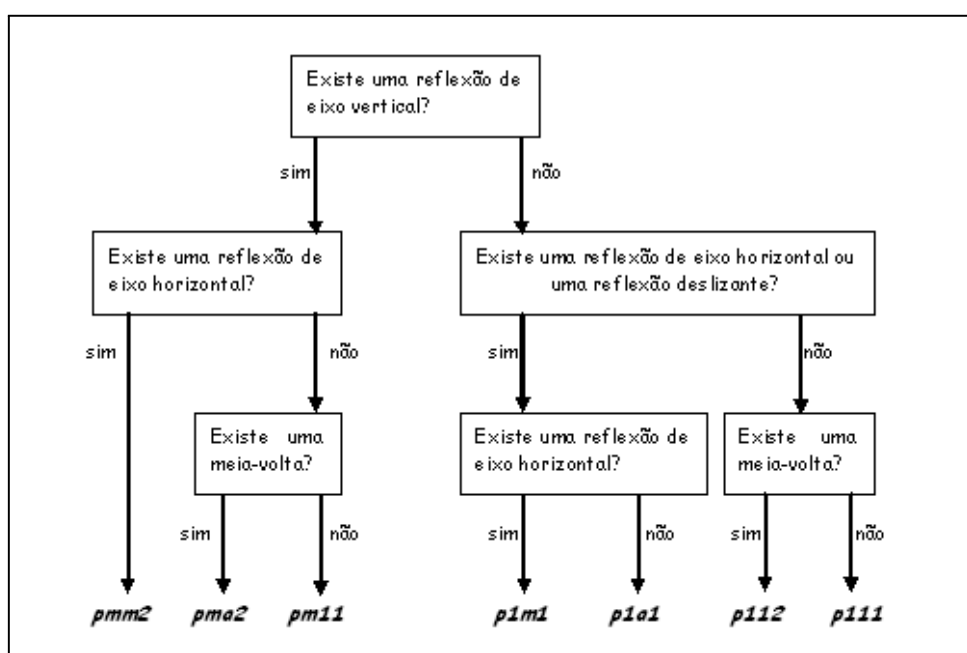 Existe uma reflexão de
eixo vertical?
sim
não
Existe uma reflexão de
eixo horizontal?
Existe uma reflexão de eixo horizontal ou
uma reflexão deslizante?
sim
não
sim
não
Existe uma
meia-volta?
Existe uma reflexão de
eixo horizontal?
Existe uma
meia-volta?
sim
não
sim
não
sim
não
pmm2
pma2
pm11
p1m1
p1a1
p112
p111